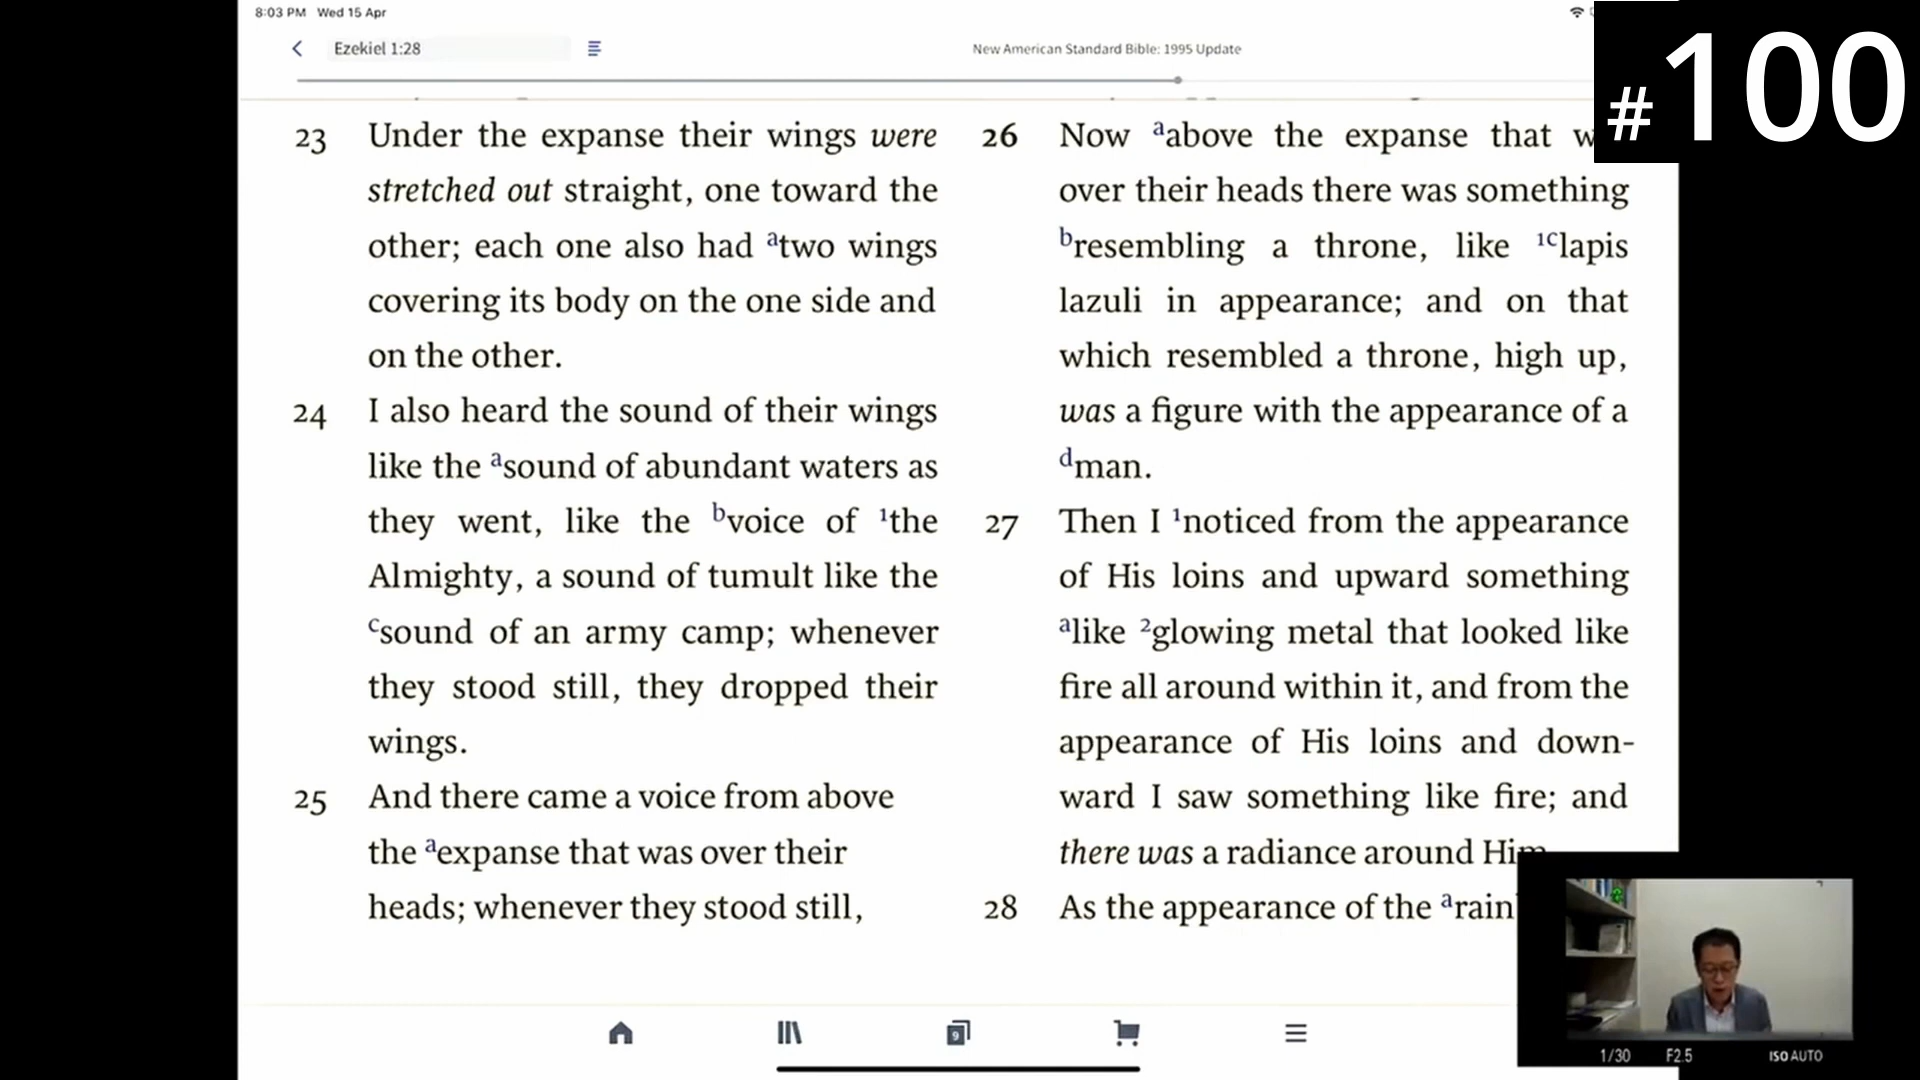 8:03 PM Wed 15 Apr
Ezekiel 1:28
New American Standard Bible: 1995 Update
#100
23 Under the expanse their wings were
stretched out straight, one toward the
other; each one also had atwo wings
covering its body on the one side and
on the other.
24 I also heard the sound of their wings
like the asound of abundant waters as
they went, like the bvoice of 1the
Almighty, a sound of tumult like the
csound of an army camp; whenever
they stood still, they dropped their
wings.
25 And there came a voice from above
the aexpanse that was over their
heads; whenever they stood still,
26 Now aabove the expanse that
over their heads there was something
bresembling a throne, like 1clapis
lazuli in appearance; and on that
which resembled a throne, high up,
was a figure with the appearance of a
dman.
27 Then I 1noticed from the appearance
of His loins and upward something
alike 2glowing metal that looked like
fire all around within it, and from the
appearance of His loins and down-
ward I saw something like fire; and
there was a radiance around Him
28 As the appearance of the arain
9
1/30 F2.5 ISO AUTO